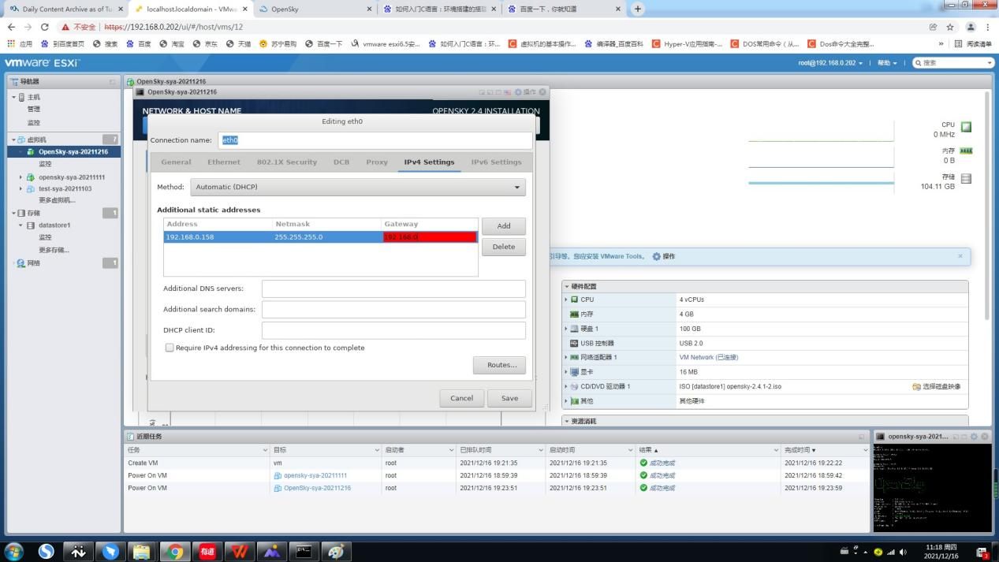 Daily Content Archive as of Tu
localhost.localdomain - VMw
OpenSky
如何入门C语言：环境搭建的搭建
百度一下，你就知道
不安全 https://192.168.0.202/ui/#/host/vms/12
应用 到百度首页 搜索 百度 淘宝 京东 天猫 苏宁易购 百度一下 vmware esxi6.5安... 如何入门C语言：环... 虚拟机的基本操作... 编译器_百度百科 Hyper-V应用指南-... DOS常用命令（从... Dos命令大全完整... » 阅读清单
vmware ESXi
root@192.168.0.202 | 帮助 | 搜索
导航器
主机
管理
监控
虚拟机 7
OpenSky-sya-20211216
监控
opensky-sya-20211111
test-sya-20211103
更多虚拟机...
存储 1
datastore1
监控
更多存储...
网络 1
OpenSky-sya-20211216
OpenSky-sya-20211216 操作
NETWORK & HOST NAME OPENSKY 2.4 INSTALLATION
Editing eth0
Connection name: eth0
General Ethernet 802.1X Security DCB Proxy IPv4 Settings IPv6 Settings
Method: Automatic (DHCP)
Additional static addresses
Address Netmask Gateway
192.168.0.158 255.255.255.0 192.168.0
Add
Delete
Additional DNS servers:
Additional search domains:
DHCP client ID:
Require IPv4 addressing for this connection to complete
Routes...
Cancel Save
CPU
0 MHz
内存
0 B
存储
104.11 GB
引导等。您应安装 VMware Tools。 操作
硬件配置
CPU 4 vCPUs
内存 4 GB
硬盘 1 100 GB
USB 控制器 USB 2.0
网络适配器 1 VM Network (已连接)
显卡 16 MB
CD/DVD 驱动器 1 ISO [datastore1] opensky-2.4.1-2.iso 选择磁盘映像
其他 其他硬件
资源消耗
近期任务
任务 目标 启动者 已排队时间 启动时间 结果 ▲ 完成时间 ▼
Create VM vm root 2021/12/16 19:21:35 2021/12/16 19:21:35 成功完成 2021/12/16 19:22:22
Power On VM opensky-sya-20211111 root 2021/12/16 18:59:39 2021/12/16 18:59:39 成功完成 2021/12/16 18:59:42
Power On VM OpenSky-sya-20211216 root 2021/12/16 19:23:51 2021/12/16 19:23:51 成功完成 2021/12/16 19:23:59
opensky-sya-2021...
OpenSky
有道
11:18 周四
2021/12/16
3